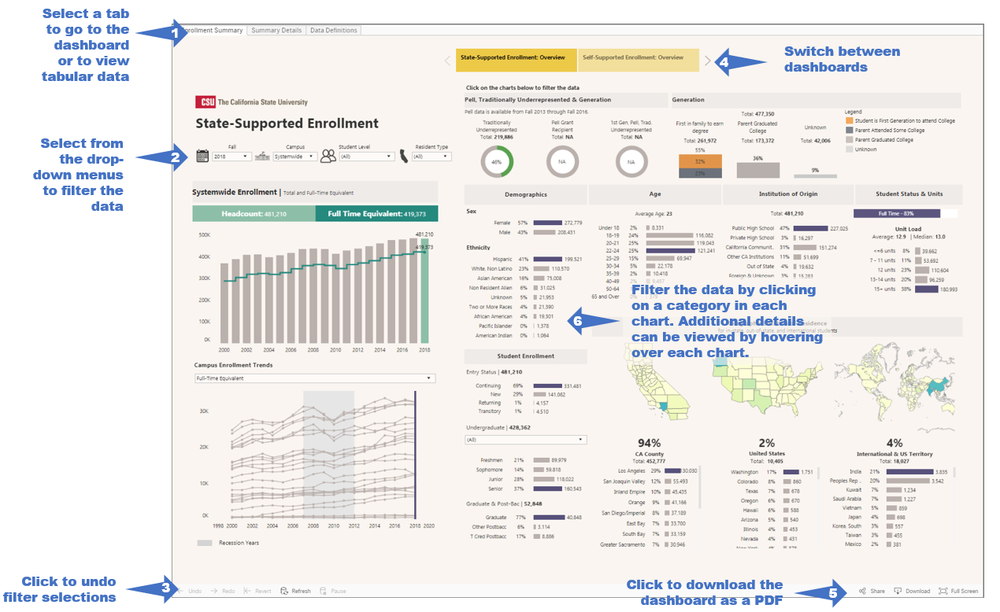 Select a tab
to go to the
dashboard
or to view
tabular data
1
Enrollment Summary
Summary Details
Data Definitions
State-Supported Enrollment: Overview
Self-Supported Enrollment: Overview
4
Switch between
dashboards
CSU The California State University
State-Supported Enrollment
Select from
the drop-
down menus
to filter the
data
2
Fall
2018
Campus
Systemwide
Student Level
(All)
Resident Type
(All)
Systemwide Enrollment | Total and Full-Time Equivalent
Headcount: 481,210
Full Time Equivalent: 419,373
500K
400K
300K
200K
100K
0K
481,210
419,373
2000 2002 2004 2006 2008 2010 2012 2014 2016 2018
Campus Enrollment Trends
Full-Time Equivalent
30K
20K
10K
0K
1998 2000 2002 2004 2006 2008 2010 2012 2014 2016 2018 2020
Recession Years
Click on the charts below to filter the data
Pell, Traditionally Underrepresented & Generation
Pell data is available from Fall 2013 through Fall 2016.
Traditionally
Underrepresented
Total: 219,886
46%
Pell Grant
Recipient
Total: NA
NA
1st Gen, Pell, Trad.
Underrepresented
Total: NA
NA
Generation
Total: 477,350
First in family to earn
degree
Total: 261,972
55%
32%
23%
Parent Graduated
College
Total: 173,372
36%
Unknown
Total: 42,006
9%
Legend
Student is First Generation to attend College
Parent Attended Some College
Parent Graduated College
Unknown
Demographics
Sex
Female 57% 272,779
Male 43% 208,431
Ethnicity
Hispanic 41% 199,521
White, Non Latino 23% 110,570
Asian American 16% 75,008
Non Resident Alien 6% 31,025
Unknown 5% 21,953
Two or More Races 4% 21,390
African American 4% 19,301
Pacific Islander 0% 1,378
American Indian 0% 1,064
Age
Average Age: 23
Under 18 2% 8,331
18-19 24% 116,082
20-21 25% 119,043
22-24 25% 121,241
25-29 15% 69,947
30-34 5% 22,178
35-39 2% 10,418
40-49 2% 9,457
50-64
65 and Over
Institution of Origin
Total: 481,210
Public High School 47% 227,025
Private High School 3% 16,297
California Communit.. 31% 151,274
Other CA Institutions 11% 51,699
Out of State 4% 19,632
Foreign & Unknown 3% 15,283
Student Status & Units
Full Time - 83%
Unit Load
Average: 12.9 | Median: 13.0
<=6 units 8% 39,662
7 - 11 units 11% 53,692
12 units 23% 110,604
13-14 units 20% 96,259
15+ units 38% 180,993
6
Filter the data by clicking
on a category in each
chart. Additional details
can be viewed by hovering
over each chart.
Residence
for in-state, out-of-state, and international students
Student Enrollment
Entry Status | 481,210
Continuing 69% 331,481
New 29% 141,062
Returning 1% 4,157
Transitory 1% 4,510
Undergraduate | 428,362
(All)
Freshmen 21% 89,979
Sophomore 14% 59,818
Junior 28% 118,022
Senior 37% 160,543
Graduate & Post-Bac | 52,848
Graduate 77% 40,848
Other Postbacc 6% 3,114
T Cred Postbacc 17% 8,886
94%
CA County
Total: 452,777
Los Angeles 29% 130,030
San Joaquin Valley 12% 55,493
Inland Empire 10% 45,435
Orange 9% 41,166
San Diego/Imperial 8% 37,189
East Bay 7% 33,700
South Bay 7% 33,159
Greater Sacramento 7% 30,946
2%
United States
Total: 10,405
Washington 17% 1,751
Colorado 8% 860
Texas 7% 678
Oregon 6% 670
Hawaii 6% 588
Arizona 5% 540
Illinois 4% 453
Nevada 4% 431
4%
International & US Territory
Total: 18,027
India 21% 3,835
Peoples Rep .. 20% 3,542
Kuwait 7% 1,234
Saudi Arabia 7% 1,227
Vietnam 5% 859
Japan 4% 698
Korea, South 3% 557
Taiwan 3% 455
Mexico 2% 381
Click to undo
filter selections
3
Undo
Redo
Revert
Refresh
Pause
Click to download the
dashboard as a PDF
5
Share
Download
Full Screen